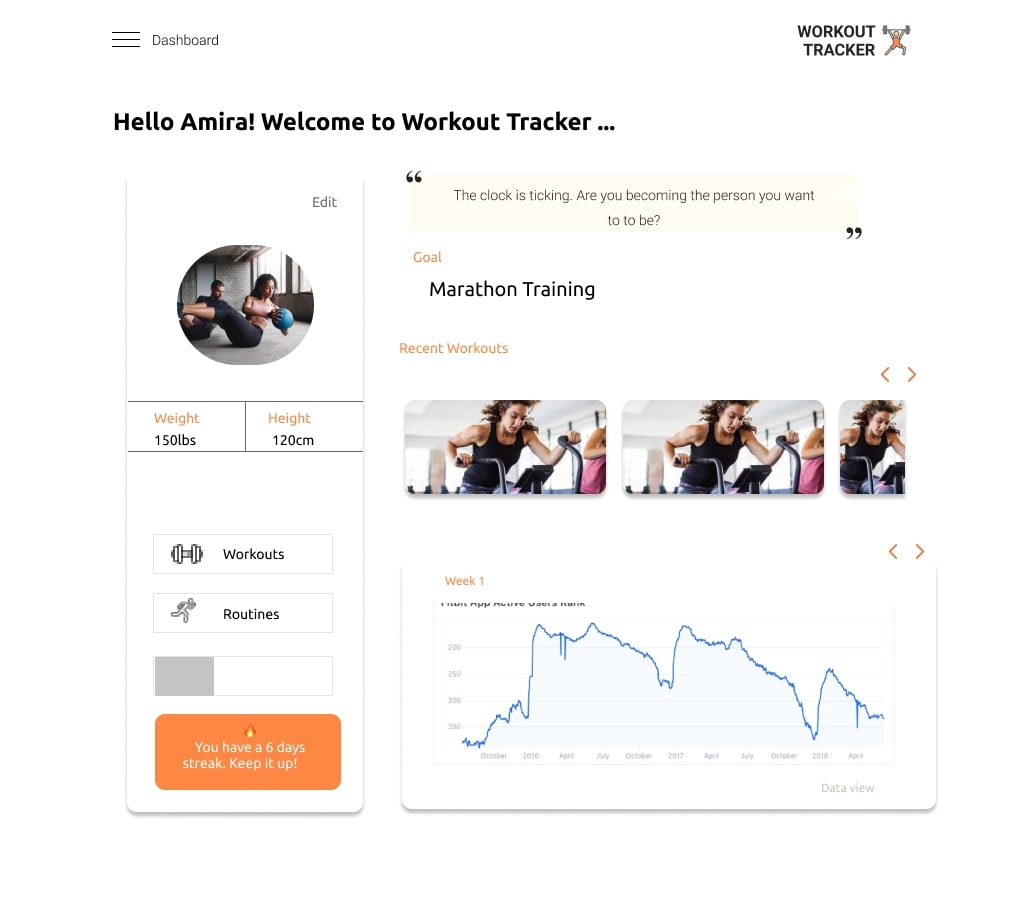 Dashboard
WORKOUT
TRACKER
Hello Amira! Welcome to Workout Tracker ...
Edit
Weight
150lbs
Height
120cm
Workouts
Routines
You have a 6 days
streak. Keep it up!
“
The clock is ticking. Are you becoming the person you want
to to be?
”
Goal
Marathon Training
Recent Workouts
Week 1
Fitbit App Active Users Rank
200
250
300
350
October 2016 April July October 2017 April July October 2018 April
Data view